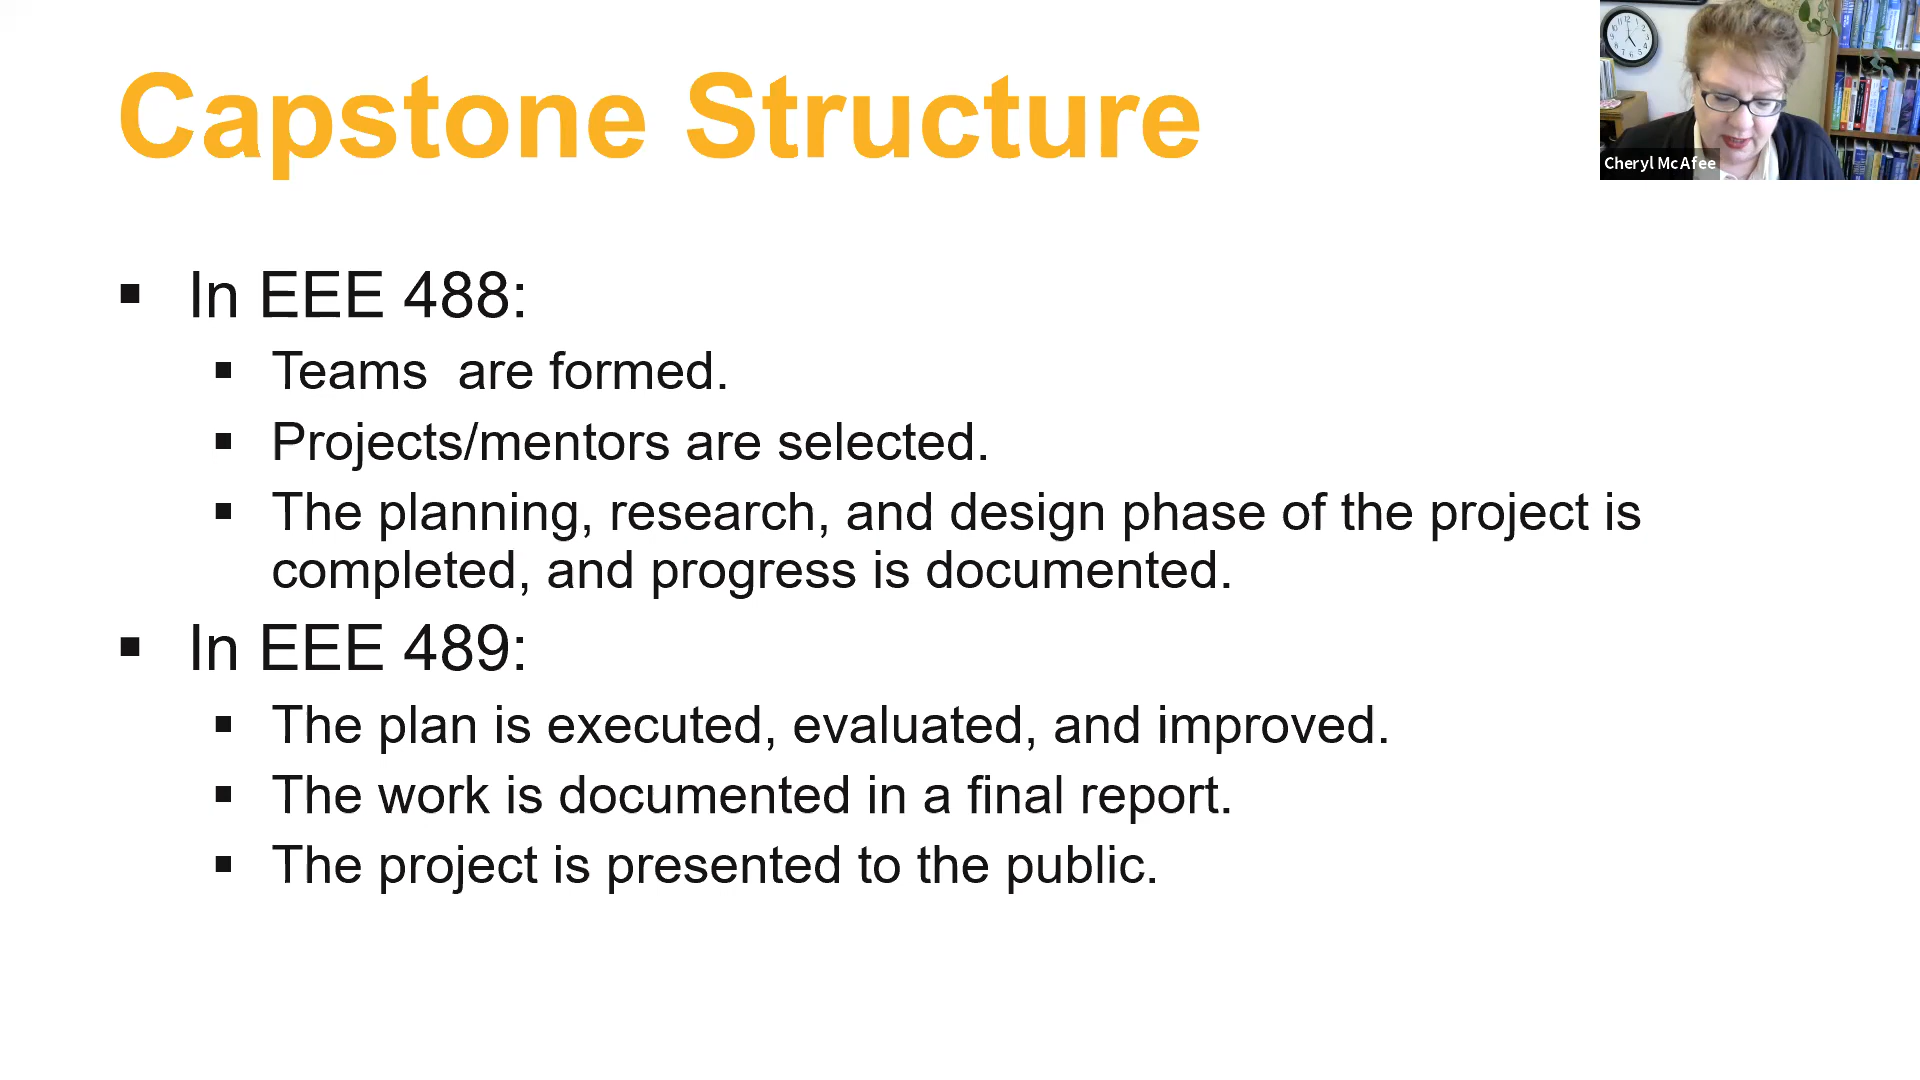 Capstone Structure
Cheryl McAfee
▪ In EEE 488:
▪ Teams  are formed.
▪ Projects/mentors are selected.
▪ The planning, research, and design phase of the project is
completed, and progress is documented.
▪ In EEE 489:
▪ The plan is executed, evaluated, and improved.
▪ The work is documented in a final report.
▪ The project is presented to the public.